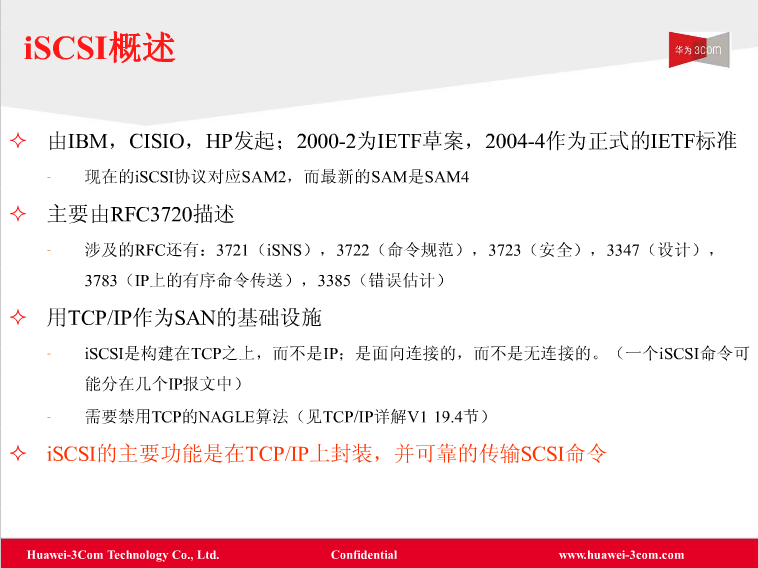 iSCSI概述
华为3Com
由IBM，CISIO，HP发起；2000-2为IETF草案，2004-4作为正式的IETF标准
- 现在的iSCSI协议对应SAM2，而最新的SAM是SAM4
主要由RFC3720描述
- 涉及的RFC还有：3721（iSNS），3722（命令规范），3723（安全），3347（设计），
3783（IP上的有序命令传送），3385（错误估计）
用TCP/IP作为SAN的基础设施
- iSCSI是构建在TCP之上，而不是IP；是面向连接的，而不是无连接的。（一个iSCSI命令可
能分在几个IP报文中）
- 需要禁用TCP的NAGLE算法（见TCP/IP详解V1 19.4节）
iSCSI的主要功能是在TCP/IP上封装，并可靠的传输SCSI命令
Huawei-3Com Technology Co., Ltd. Confidential www.huawei-3com.com